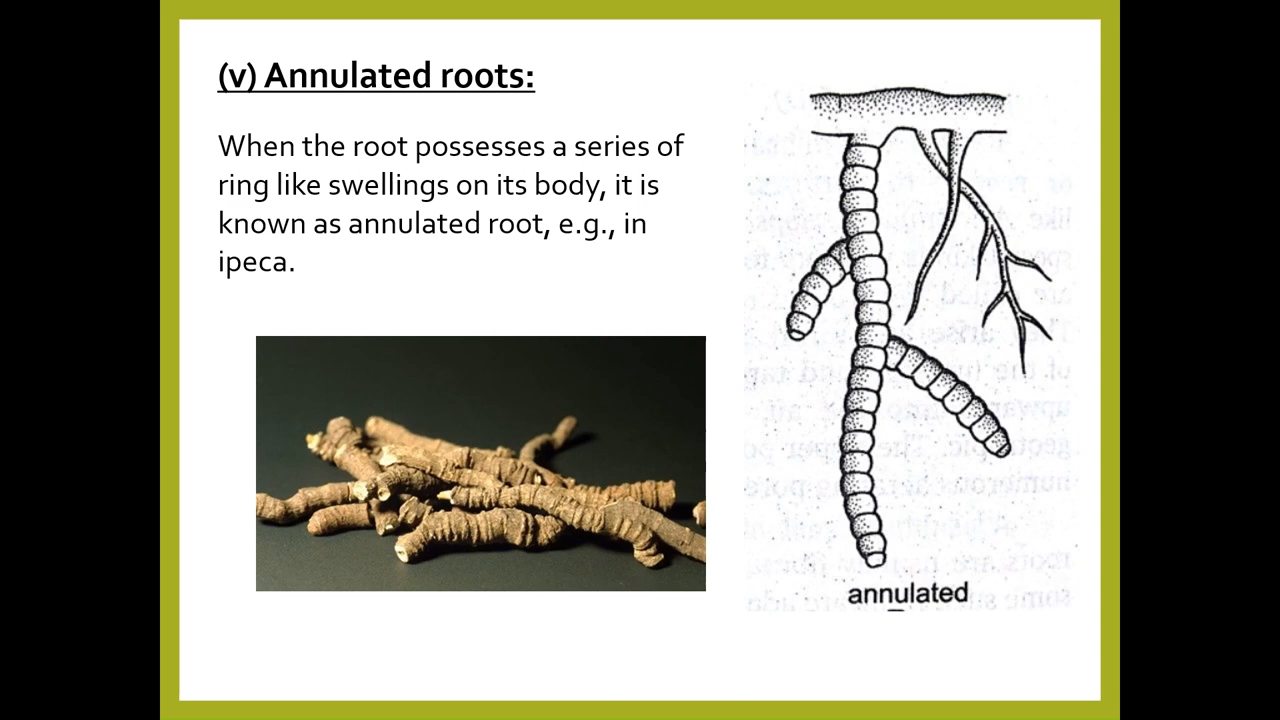 (v) Annulated roots:
When the root possesses a series of
ring like swellings on its body, it is
known as annulated root, e.g., in
ipeca.
annulated